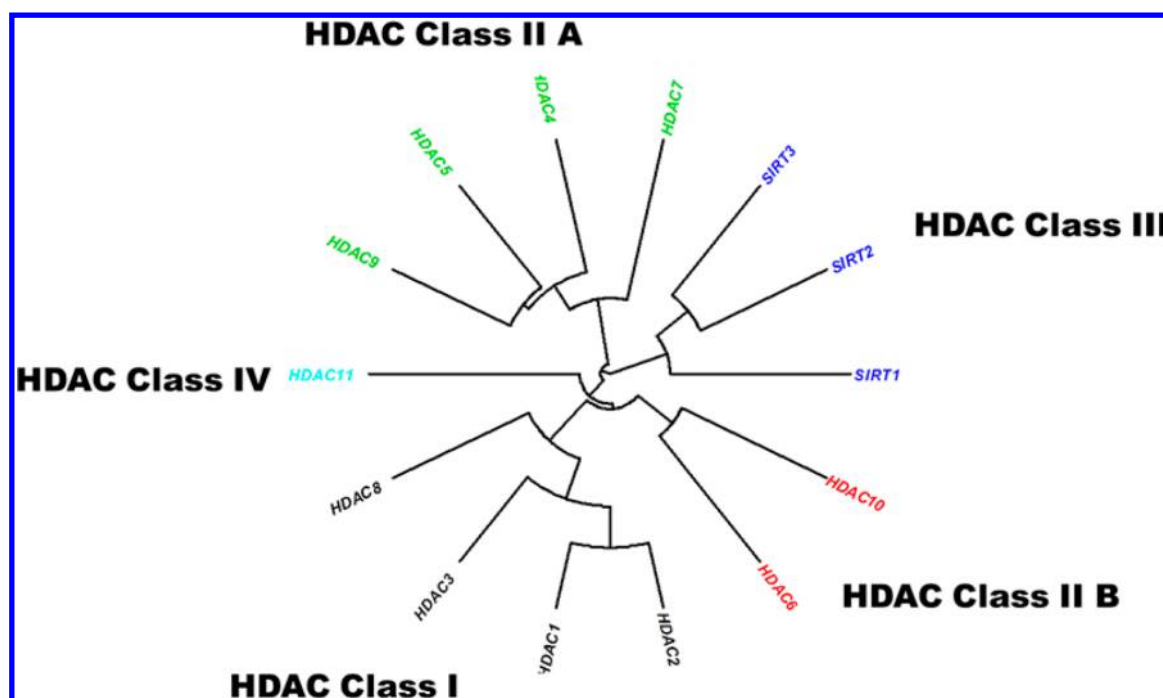 HDAC Class II A
HDAC4
HDAC7
HDAC5
SIRT3
HDAC9
HDAC Class III
SIRT2
HDAC Class IV
HDAC11
SIRT1
HDAC8
HDAC10
HDAC3
HDAC6
HDAC Class II B
HDAC1
HDAC2
HDAC Class I